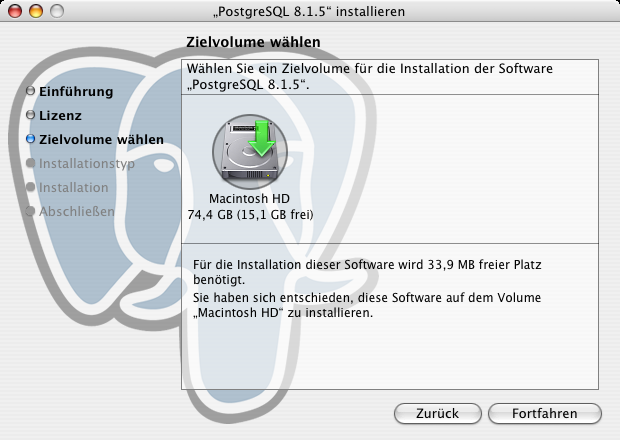 „PostgreSQL 8.1.5“ installieren
Zielvolume wählen
Wählen Sie ein Zielvolume für die Installation der Software
„PostgreSQL 8.1.5“.
Einführung
Lizenz
Zielvolume wählen
Installationstyp
Installation
Abschließen
Macintosh HD
74,4 GB (15,1 GB frei)
Für die Installation dieser Software wird 33,9 MB freier Platz
benötigt.
Sie haben sich entschieden, diese Software auf dem Volume
„Macintosh HD“ zu installieren.
Zurück
Fortfahren